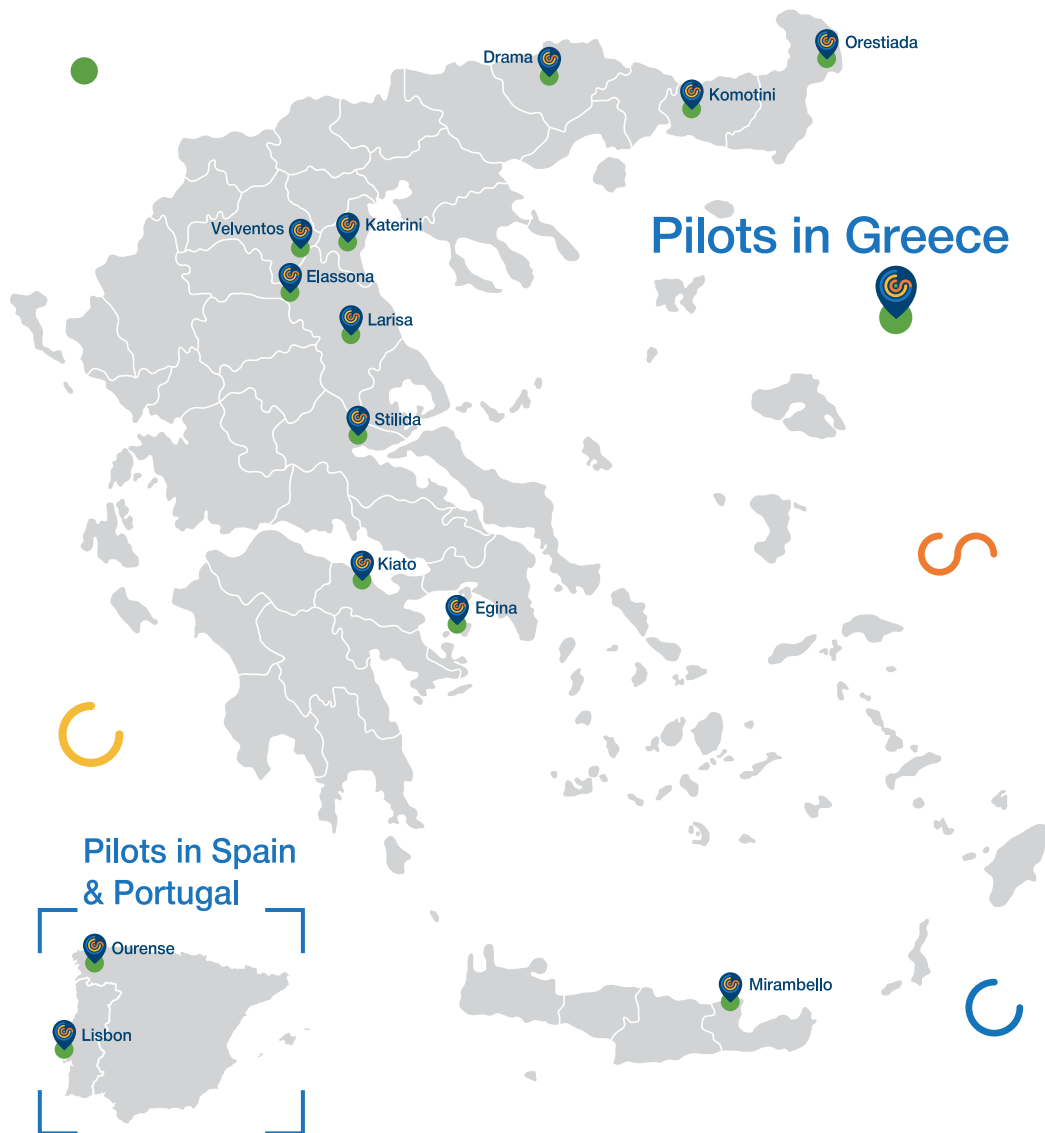 Orestiada
Drama
Komotini
Pilots in Greece
Velventos
Katerini
Elassona
Larisa
Stilida
Kiato
Egina
Pilots in Spain
& Portugal
Ourense
Mirambello
Lisbon